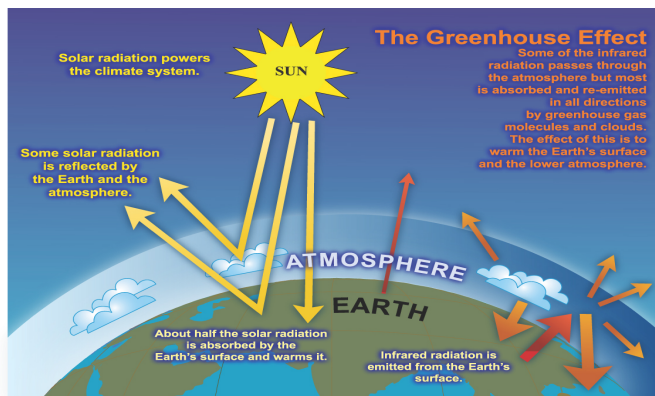 The Greenhouse Effect
Some of the infrared
radiation passes through
the atmosphere but most
is absorbed and re-emitted
in all directions
by greenhouse gas
molecules and clouds.
The effect of this is to
warm the Earth's surface
and the lower atmosphere.
Solar radiation powers
the climate system.
SUN
Some solar radiation
is reflected by
the Earth and the
atmosphere.
ATMOSPHERE
EARTH
About half the solar radiation
is absorbed by the
Earth's surface and warms it.
Infrared radiation is
emitted from the Earth's
surface.